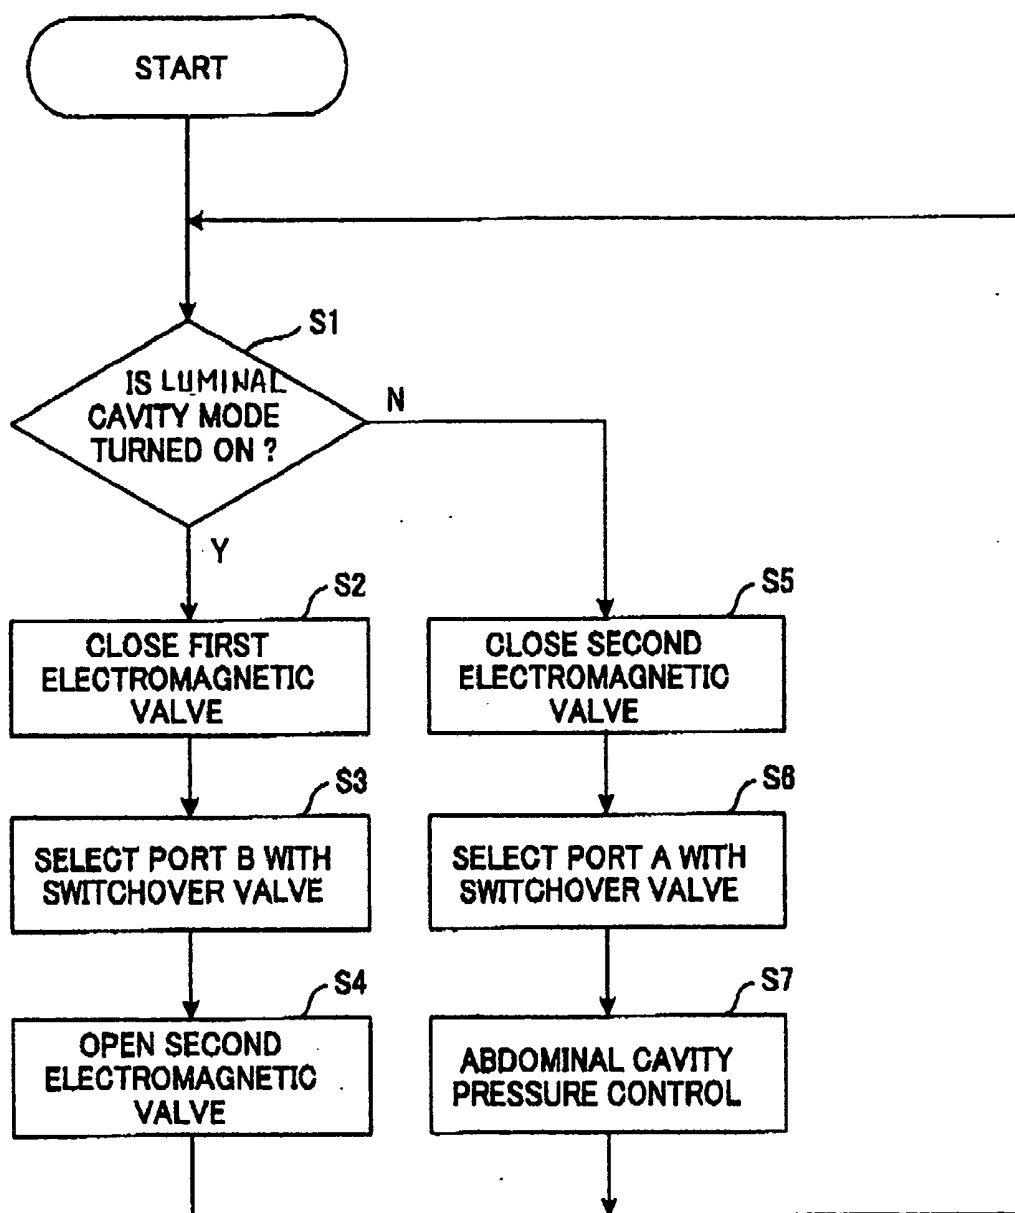 START
S1
IS LUMINAL
CAVITY MODE
TURNED ON ?
N
Y
S2
CLOSE FIRST
ELECTROMAGNETIC
VALVE
S3
SELECT PORT B WITH
SWITCHOVER VALVE
S4
OPEN SECOND
ELECTROMAGNETIC
VALVE
S5
CLOSE SECOND
ELECTROMAGNETIC
VALVE
S6
SELECT PORT A WITH
SWITCHOVER VALVE
S7
ABDOMINAL CAVITY
PRESSURE CONTROL